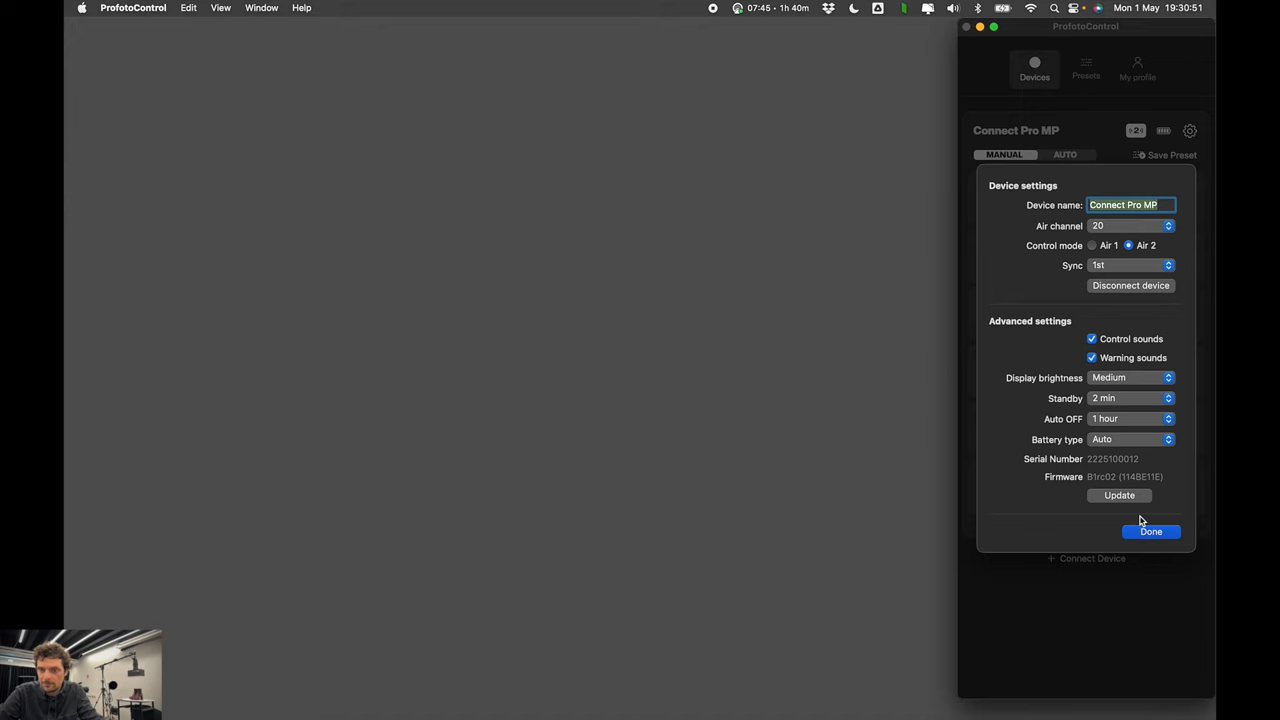 ProfotoControl Edit View Window Help 07:45 • 1h 40m Mon 1 May 19:30:51
ProfotoControl
Devices Presets My profile
Connect Pro MP 2
MANUAL AUTO Save Preset
Device settings
Device name: Connect Pro MP
Air channel 20
Control mode Air 1 Air 2
Sync 1st
Disconnect device
Advanced settings
Control sounds
Warning sounds
Display brightness Medium
Standby 2 min
Auto OFF 1 hour
Battery type Auto
Serial Number 2225100012
Firmware B1rc02 (114BE11E)
Update
Done
+ Connect Device